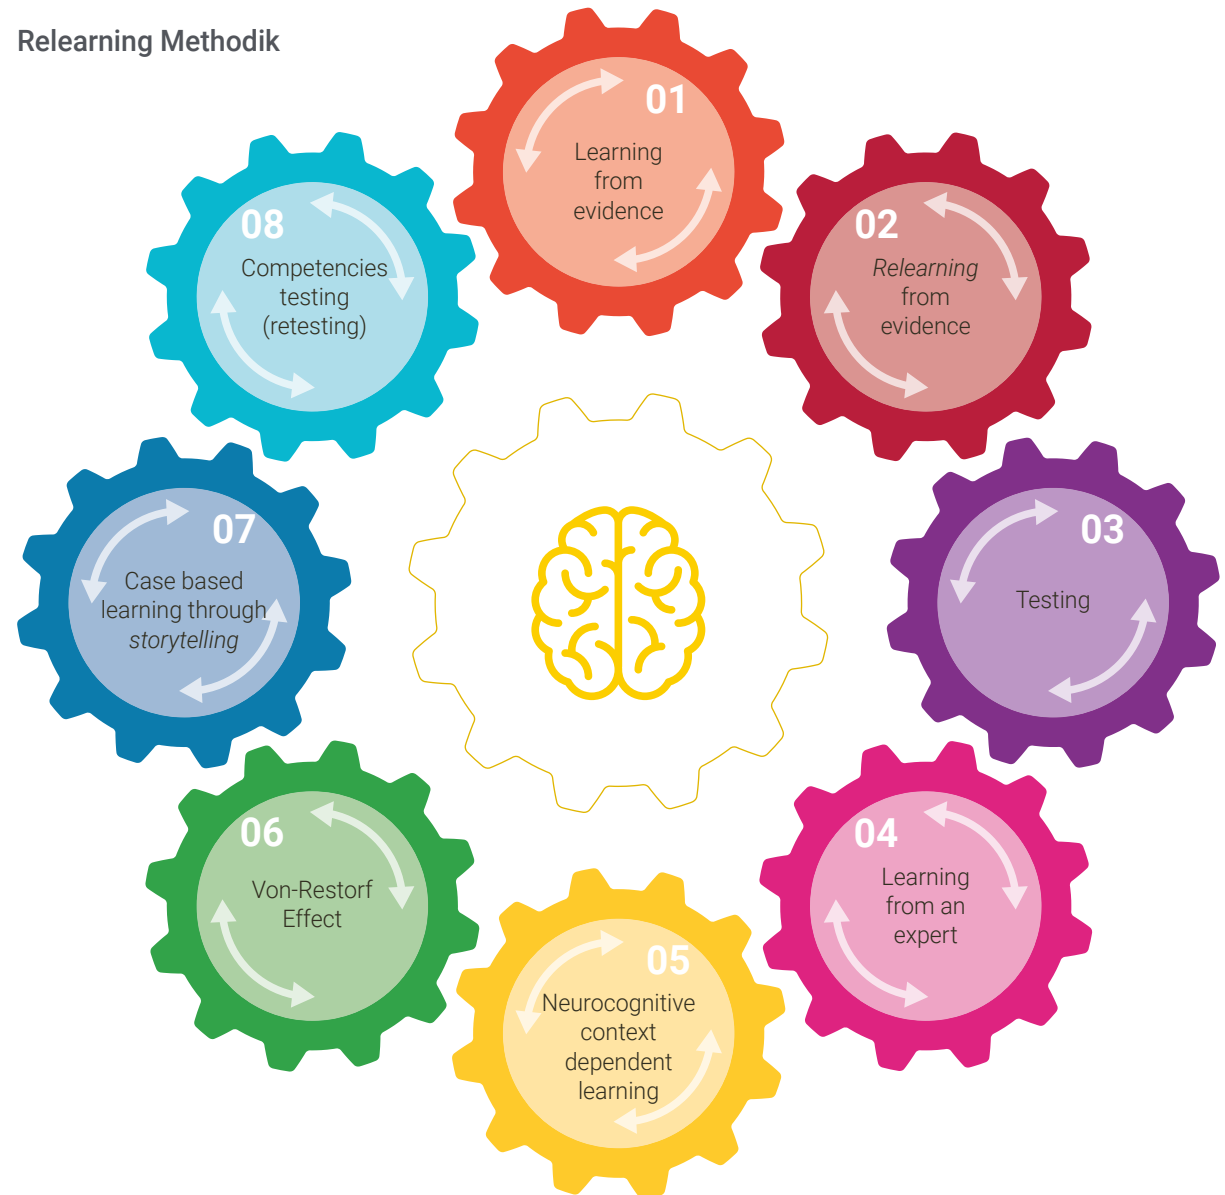 Relearning Methodik
01
Learning
from
evidence
02
Relearning
from
evidence
03
Testing
04
Learning
from an
expert
05
Neurocognitive
context
dependent
learning
06
Von-Restorf
Effect
07
Case based
learning through
storytelling
08
Competencies
testing
(retesting)